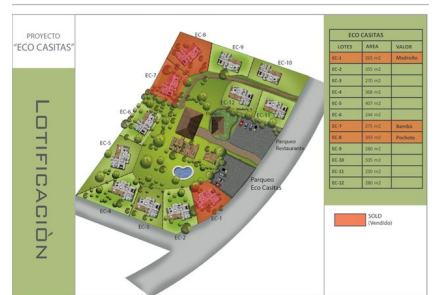 PROYECTO
"ECO CASITAS"
LOTIFICACIÒN
EC-8
EC-9
EC-10
EC-7
EC-12
EC-11
EC-6
EC-5
Parqueo
Restaurante
Parqueo
Eco Casitas
EC-1
EC-4
EC-3
EC-2
ECO CASITAS
LOTES AREA VALOR
EC-1 Madroño
EC-2
EC-3
EC-4
EC-5
EC-6
EC-7 Bambú
EC-8 Pochote
EC-9
EC-10
EC-11
EC-12
SOLD
(Vendido)